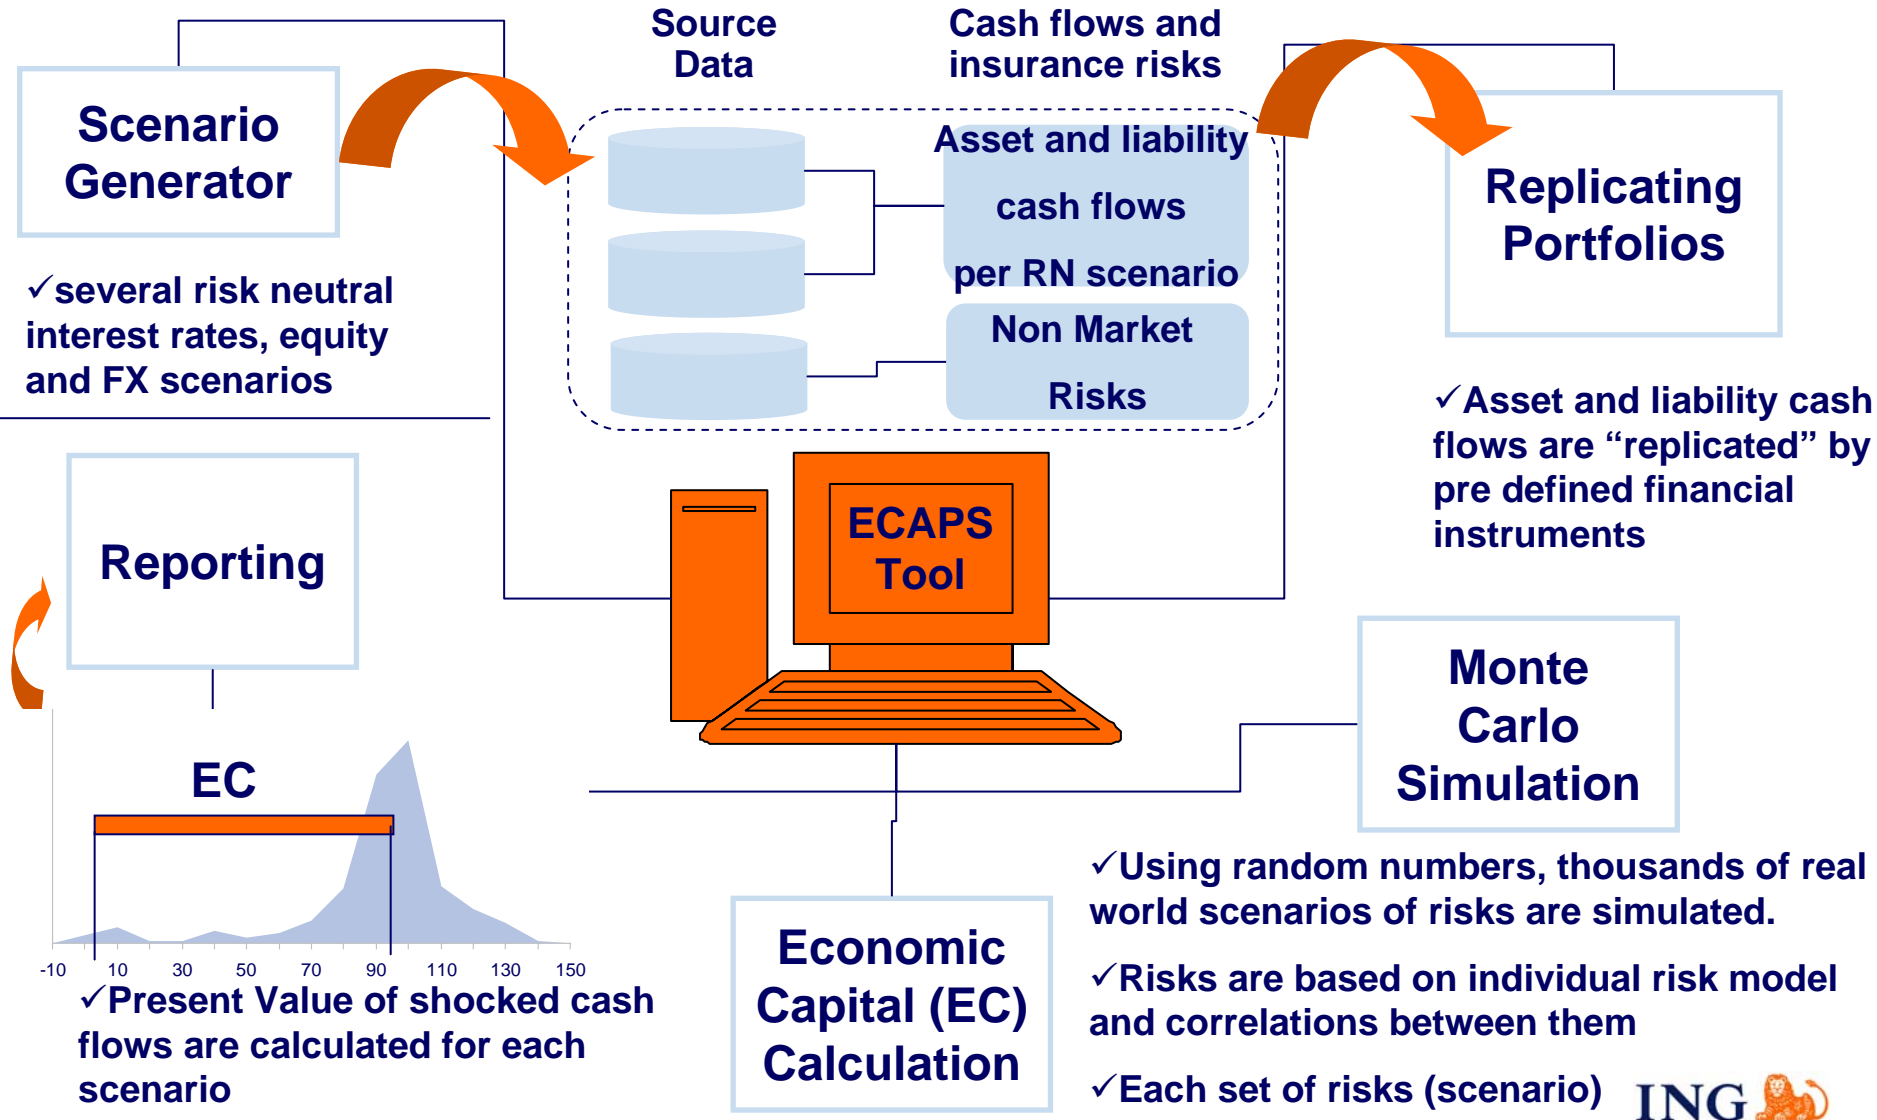 Source
Data
Cash flows and
insurance risks
Scenario
Generator
Asset and liability
cash flows
per RN scenario
Non Market
Risks
Replicating
Portfolios
✓several risk neutral
interest rates, equity
and FX scenarios
✓Asset and liability cash
flows are “replicated” by
pre defined financial
instruments
Reporting
ECAPS
Tool
Monte
Carlo
Simulation
EC
-10 10 30 50 70 90 110 130 150
✓Present Value of shocked cash
flows are calculated for each
scenario
Economic
Capital (EC)
Calculation
✓Using random numbers, thousands of real
world scenarios of risks are simulated.
✓Risks are based on individual risk model
and correlations between them
✓Each set of risks (scenario)
ING